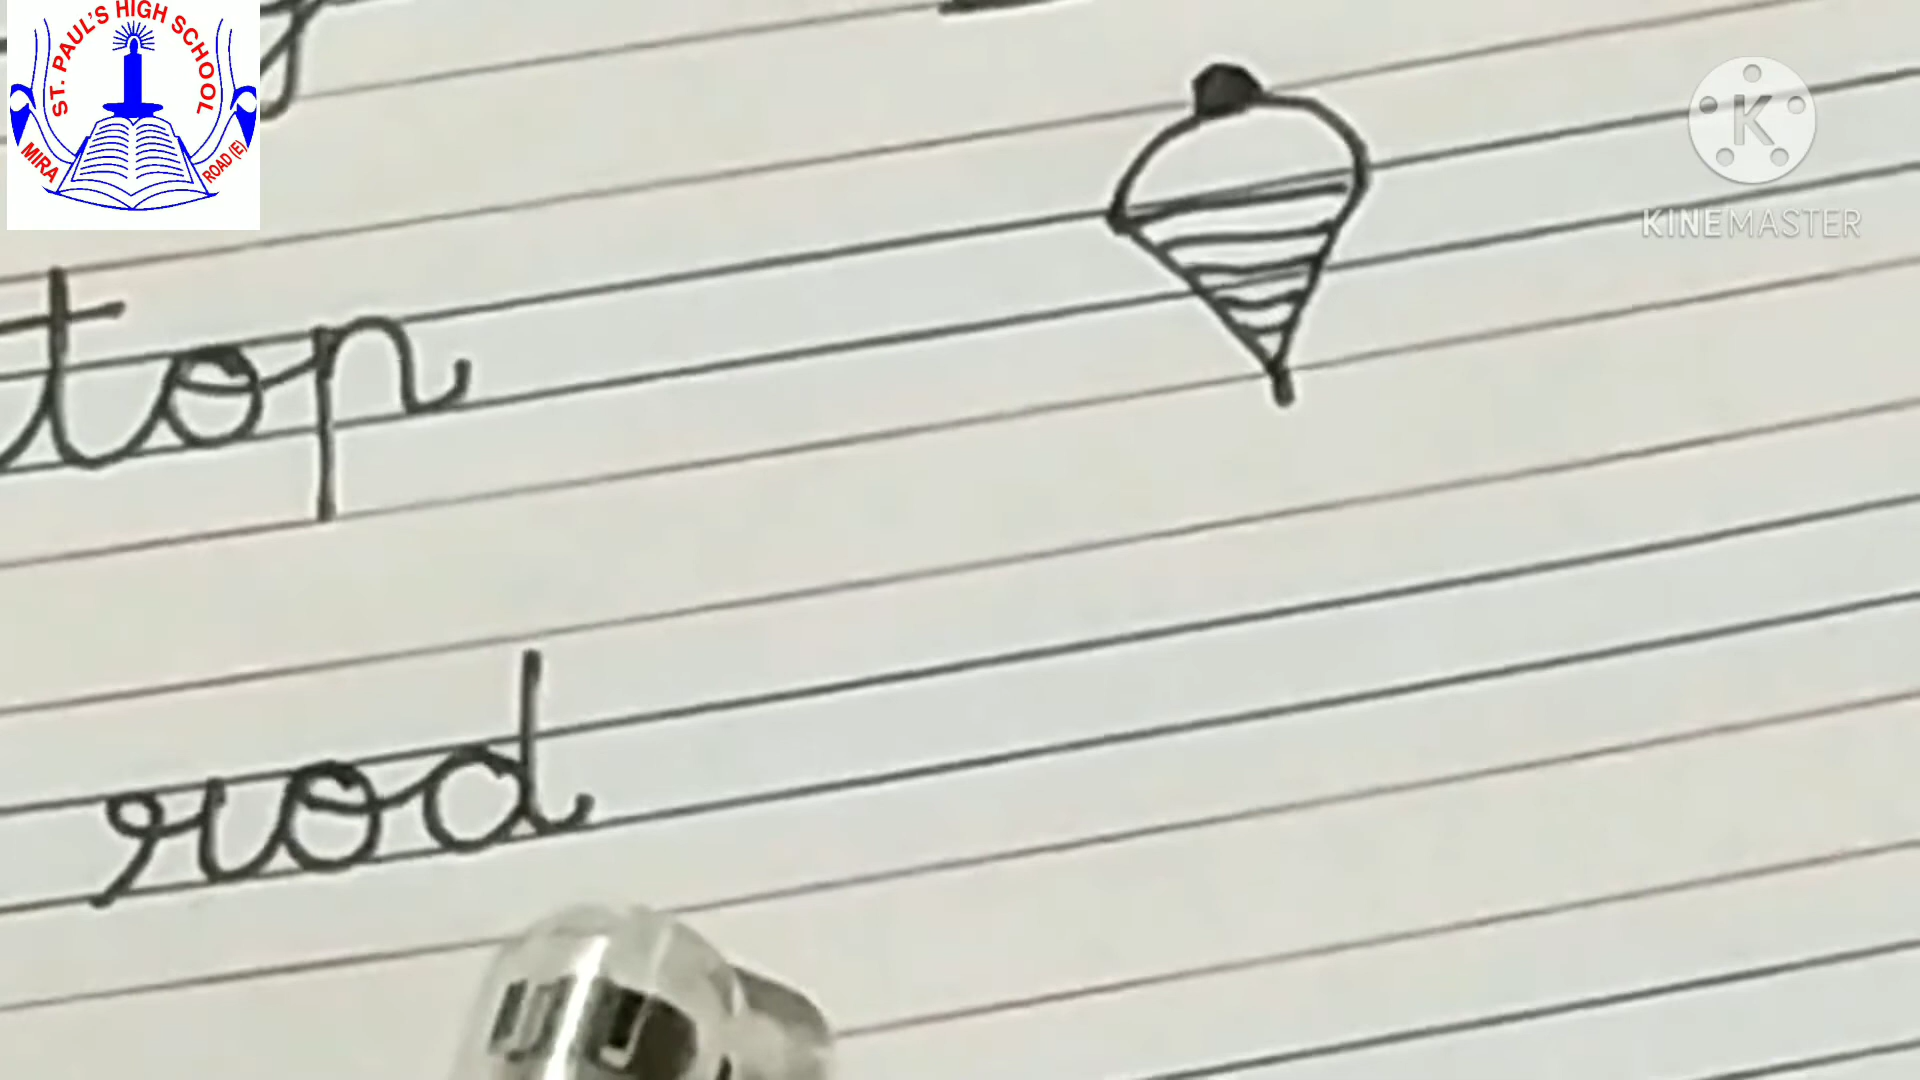 ST. PAUL'S HIGH SCHOOL
MIRA ROAD (E)
K
KINEMASTER
top
rod